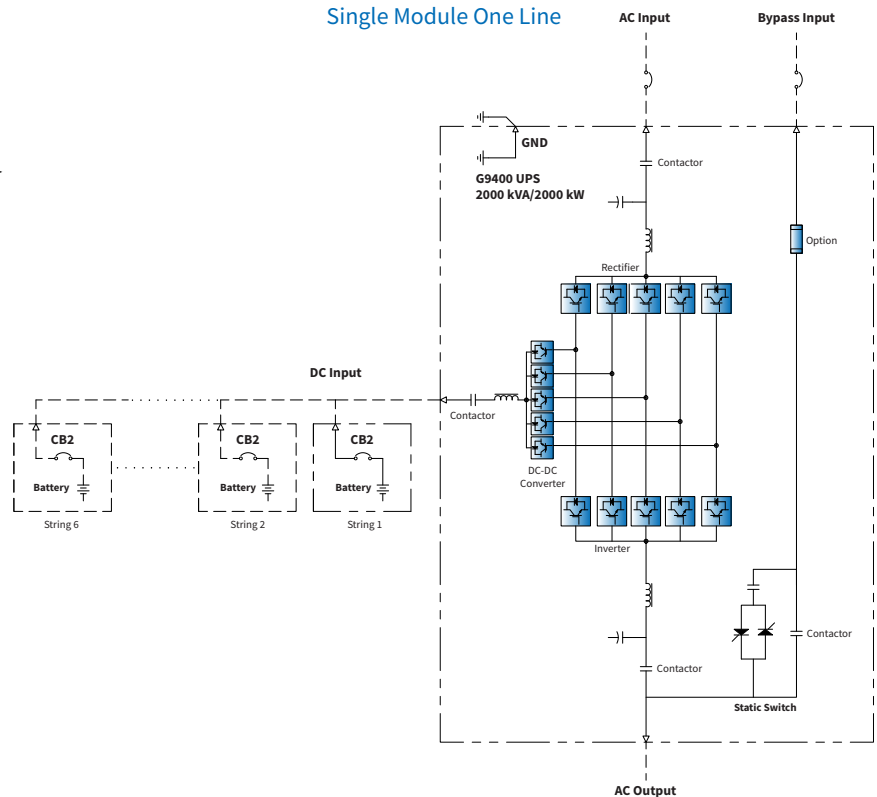 Single Module One Line
AC Input
Bypass Input
GND
Contactor
G9400 UPS
2000 kVA/2000 kW
Option
Rectifier
DC Input
Contactor
CB2
CB2
CB2
Battery
Battery
Battery
DC-DC
Converter
String 6
String 2
String 1
Inverter
Contactor
Contactor
Static Switch
AC Output